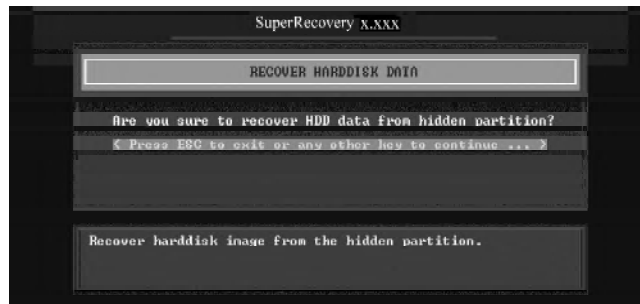 SuperRecovery x.xxx
RECOVER HARDDISK DATA
Are you sure to recover HDD data from hidden partition?
< Press ESC to exit or any other key to continue ... >
Recover harddisk image from the hidden partition.